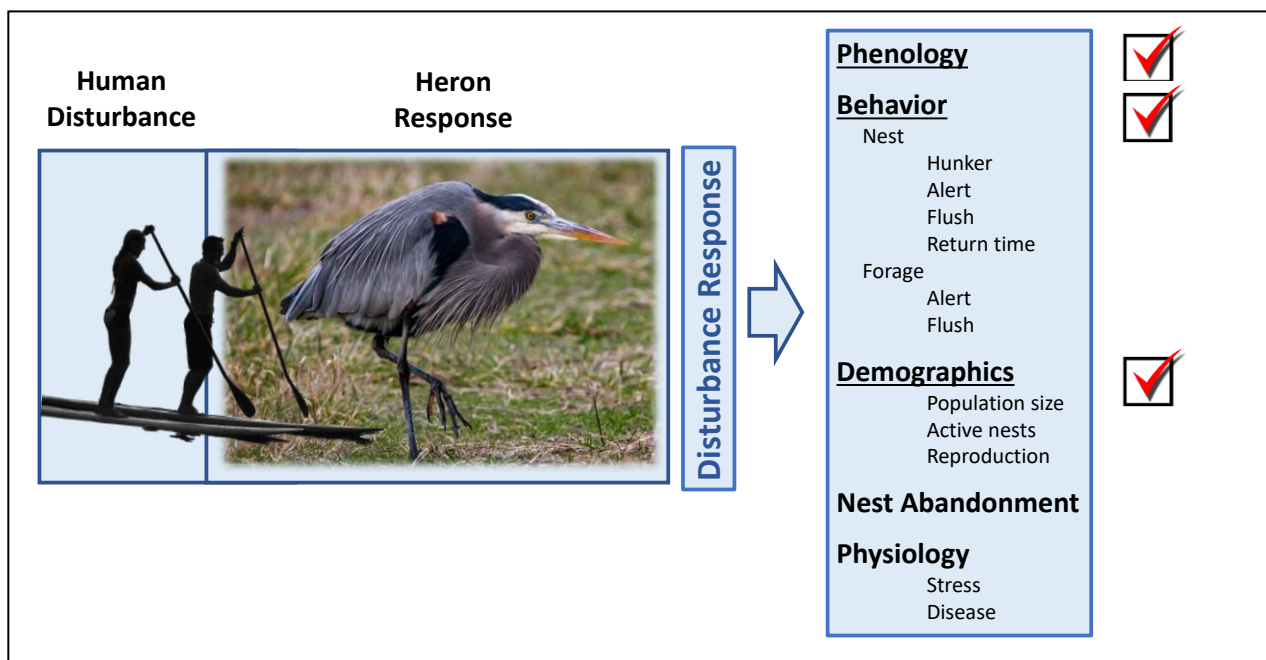 Human
Disturbance
Heron
Response
Disturbance Response
Phenology
Behavior
Nest
Hunker
Alert
Flush
Return time
Forage
Alert
Flush
Demographics
Population size
Active nests
Reproduction
Nest Abandonment
Physiology
Stress
Disease